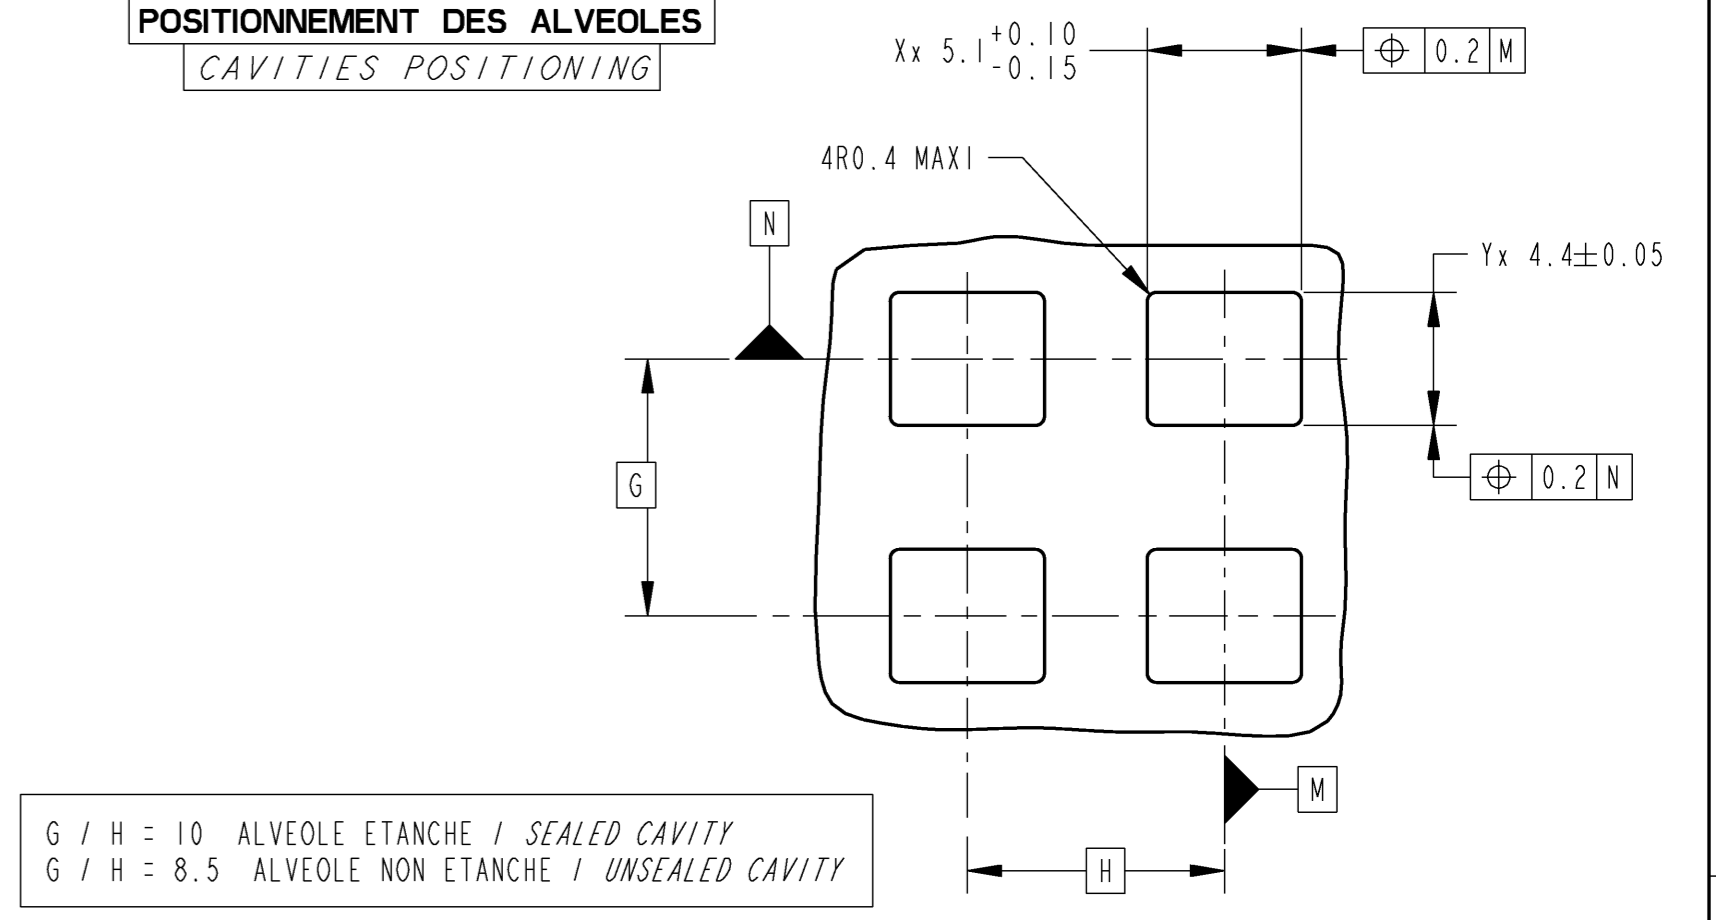 POSITIONNEMENT DES ALVEOLES
CAVITIES POSITIONING
Xx 5.1 +0.10 -0.15
⌖ 0.2 M
4R0.4 MAXI
N
Yx 4.4±0.05
G
⌖ 0.2 N
M
H
G / H = 10 ALVEOLE ETANCHE / SEALED CAVITY
G / H = 8.5 ALVEOLE NON ETANCHE / UNSEALED CAVITY